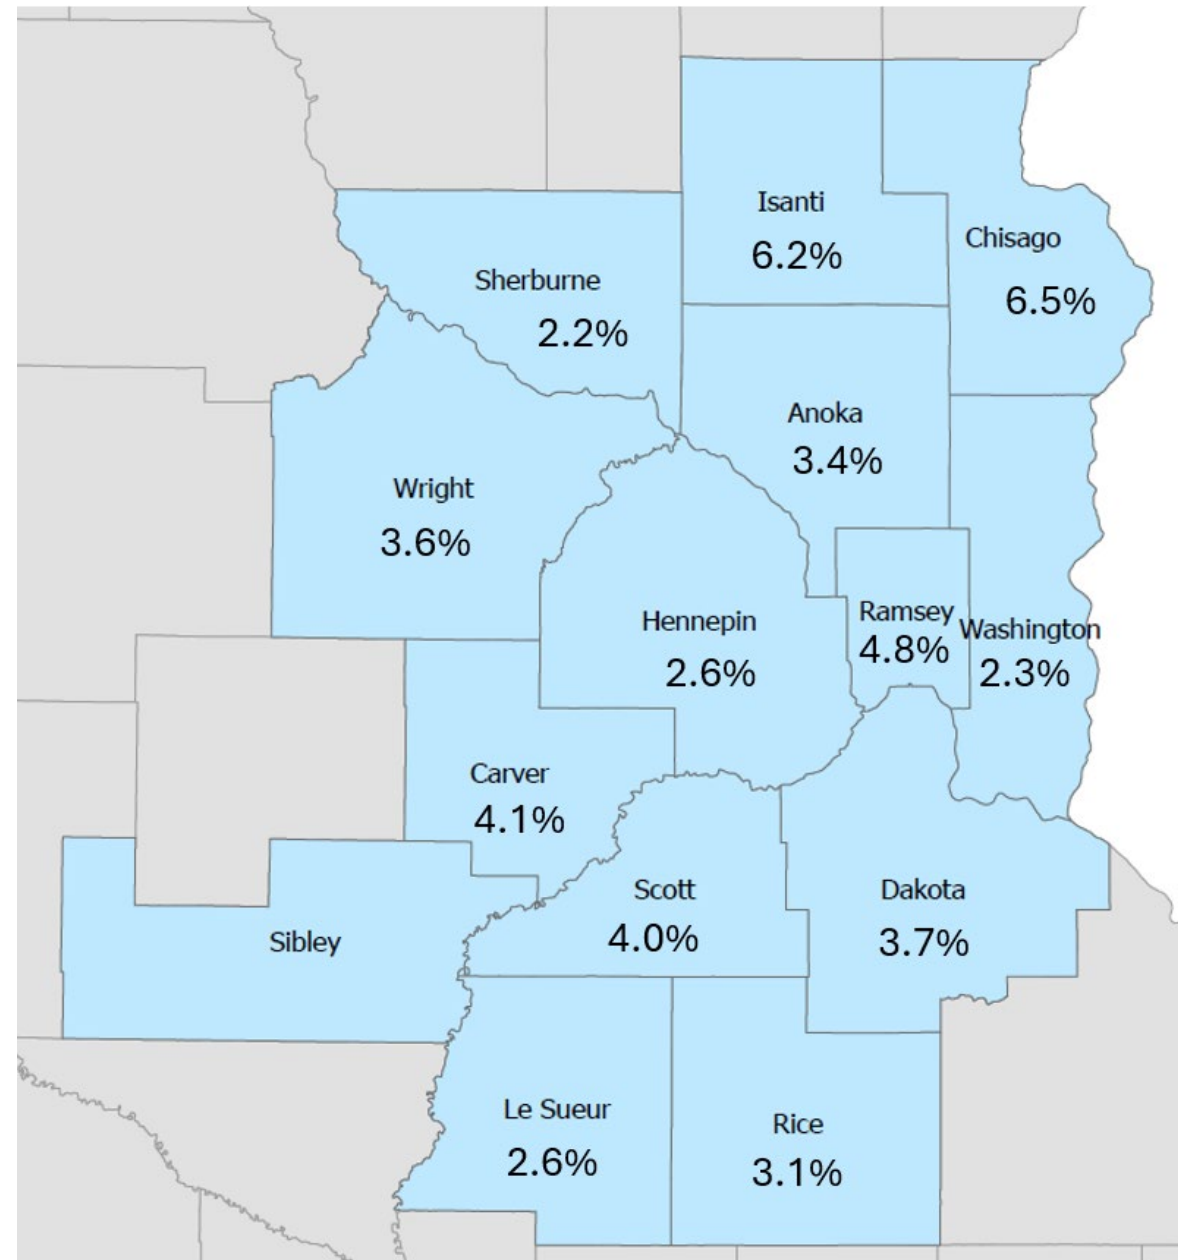 Isanti
6.2%
Chisago
6.5%
Sherburne
2.2%
Anoka
3.4%
Wright
3.6%
Hennepin
2.6%
Ramsey
4.8%
Washington
2.3%
Carver
4.1%
Scott
4.0%
Dakota
3.7%
Sibley
Le Sueur
2.6%
Rice
3.1%